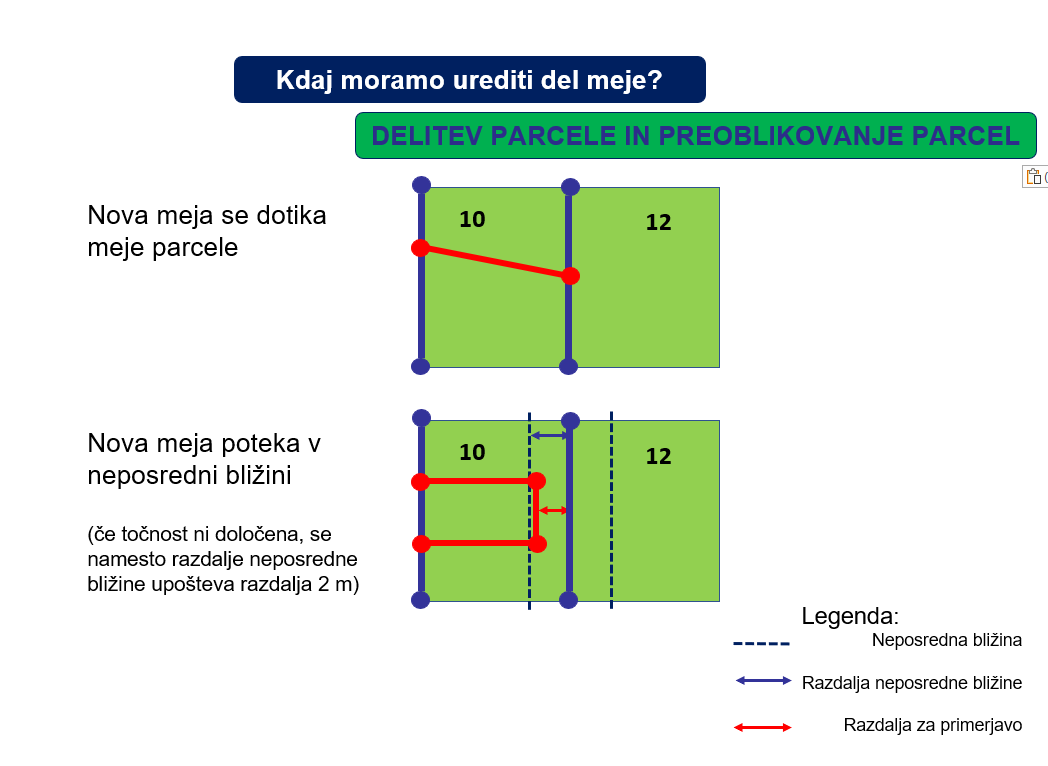 Kdaj moramo urediti del meje?
DELITEV PARCELE IN PREOBLIKOVANJE PARCEL
Nova meja se dotika
meje parcele
10
12
Nova meja poteka v
neposredni bližini
(če točnost ni določena, se
namesto razdalje neposredne
bližine upošteva razdalja 2 m)
10
12
Legenda:
Neposredna bližina
Razdalja neposredne bližine
Razdalja za primerjavo